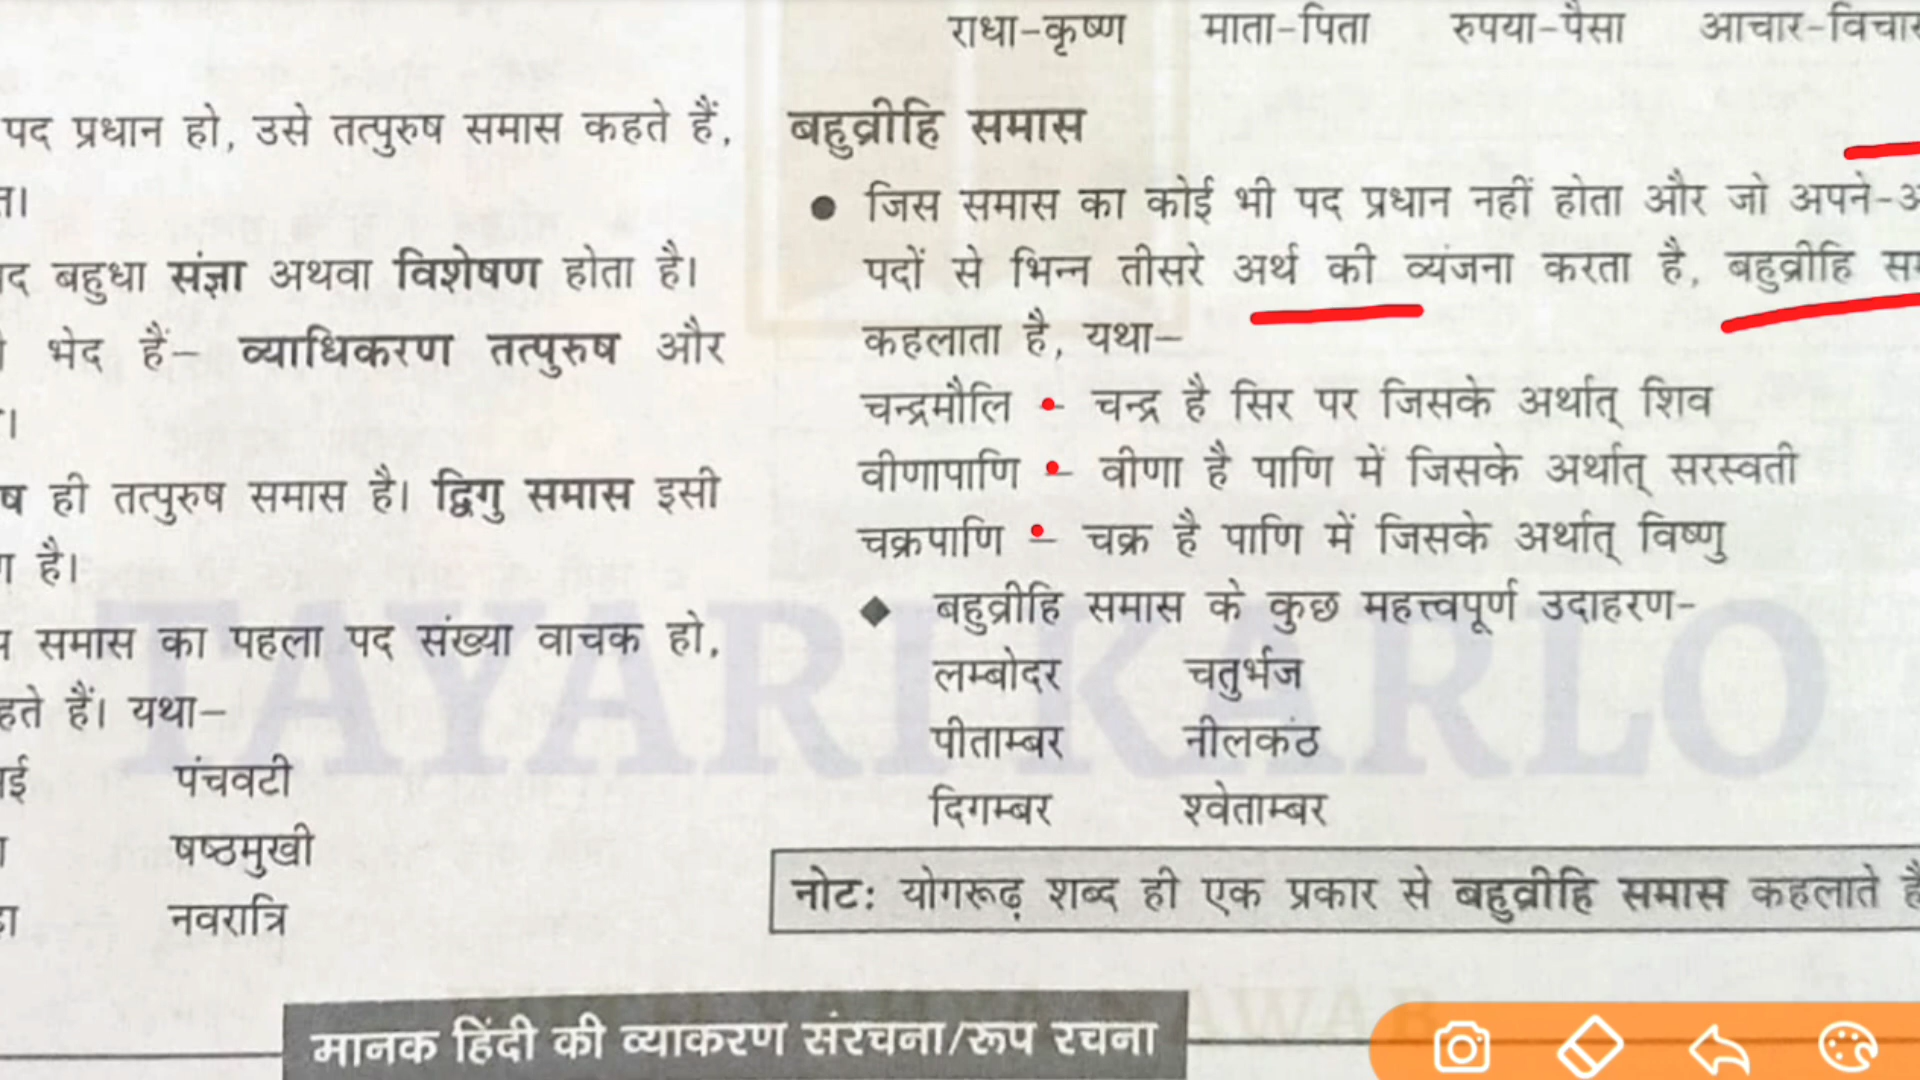 पद प्रधान हो, उसे तत्पुरुष समास कहते हैं,
बहुधा संज्ञा अथवा विशेषण होता है।
भेद हैं– व्याधिकरण तत्पुरुष और
ही तत्पुरुष समास है। द्विगु समास इसी
है।
समास का पहला पद संख्या वाचक हो,
हैं। यथा–
पंचवटी
षष्ठमुखी
नवरात्रि
राधा-कृष्ण माता-पिता रुपया-पैसा आचार-विचार
बहुव्रीहि समास
● जिस समास का कोई भी पद प्रधान नहीं होता और जो अपने-
पदों से भिन्न तीसरे अर्थ की व्यंजना करता है, बहुव्रीहि
कहलाता है, यथा–
चन्द्रमौलि – चन्द्र है सिर पर जिसके अर्थात् शिव
वीणापाणि – वीणा है पाणि में जिसके अर्थात् सरस्वती
चक्रपाणि – चक्र है पाणि में जिसके अर्थात् विष्णु
◆ बहुव्रीहि समास के कुछ महत्त्वपूर्ण उदाहरण-
लम्बोदर चतुर्भज
पीताम्बर नीलकंठ
दिगम्बर श्वेताम्बर
नोट: योगरूढ़ शब्द ही एक प्रकार से बहुव्रीहि समास कहलाते हैं
मानक हिंदी की व्याकरण संरचना/रूप रचना
TAYARI KARLO